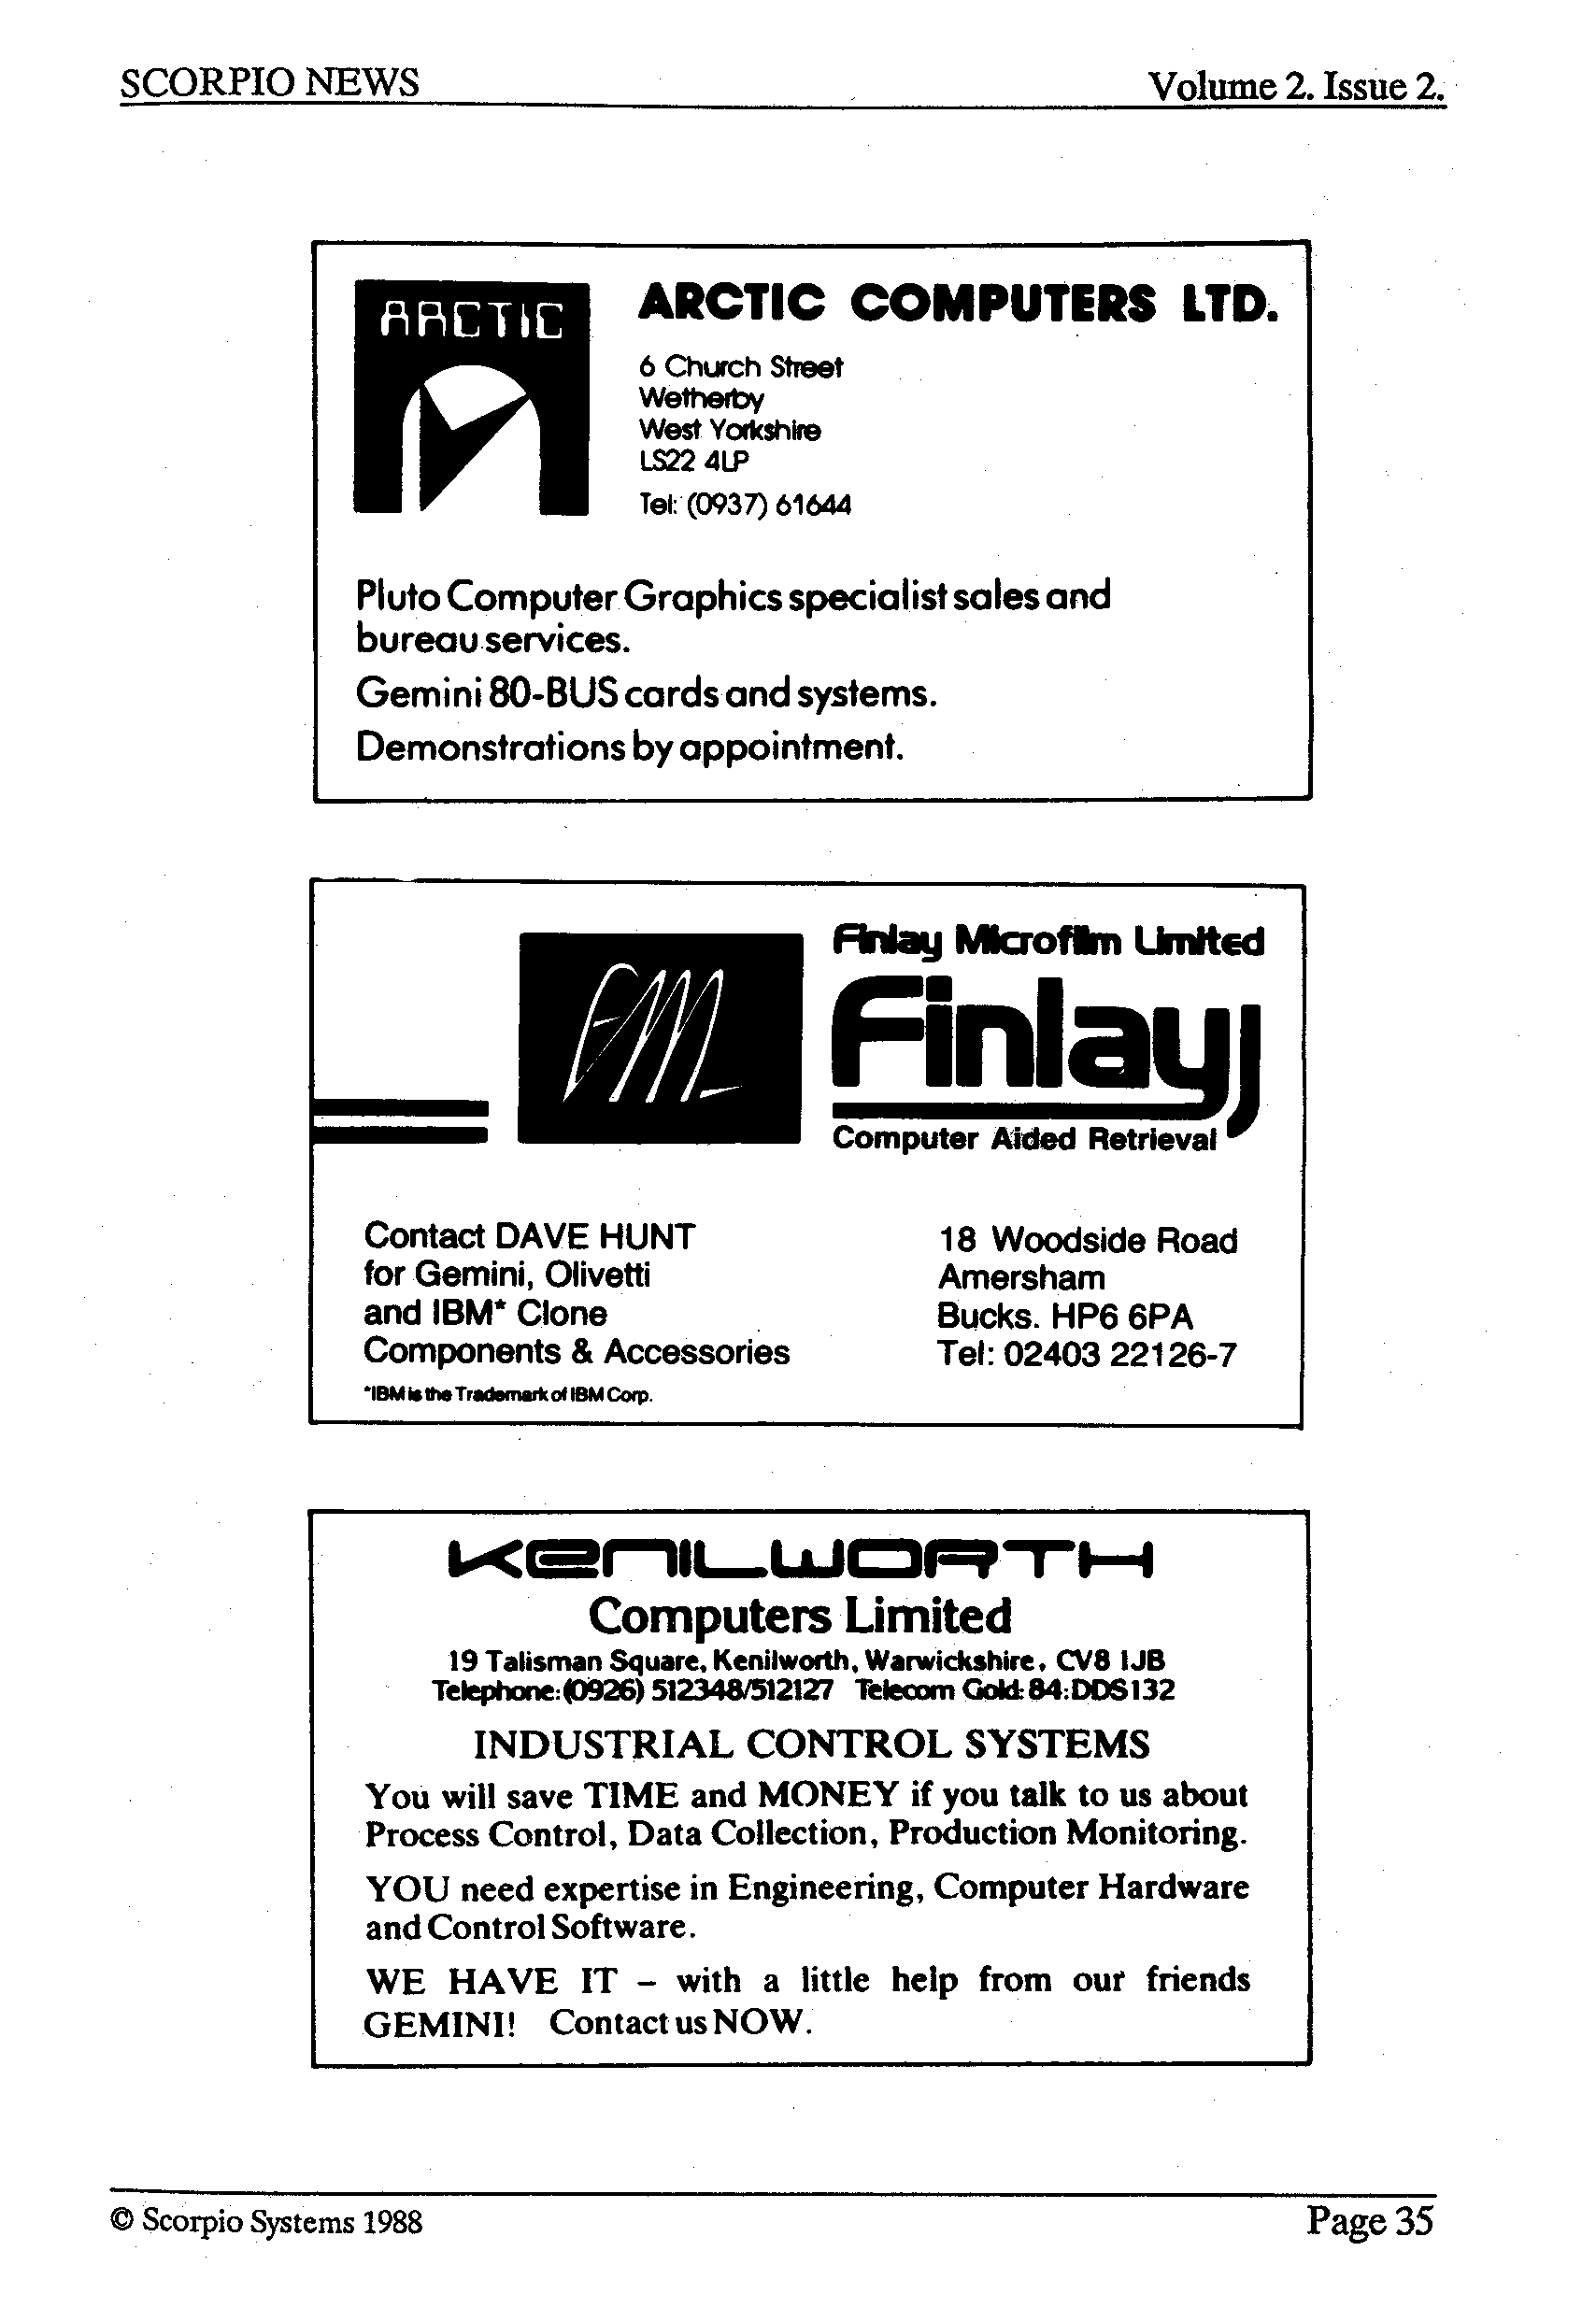 SCORPIO NEWS
Volume 2. Issue 2.
ARCTIC
ARCTIC COMPUTERS LTD.
6 Church Street
Wetherby
West Yorkshire
LS22 4LP
Tel: (0937) 61644
Pluto Computer Graphics specialist sales and
bureau services.
Gemini 80-BUS cards and systems.
Demonstrations by appointment.
FM
Finlay Microfilm Limited
Finlay
Computer Aided Retrieval
Contact DAVE HUNT
for Gemini, Olivetti
and IBM* Clone
Components & Accessories
*IBM is the Trademark of IBM Corp.
18 Woodside Road
Amersham
Bucks. HP6 6PA
Tel: 02403 22126-7
KENILWORTH
Computers Limited
19 Talisman Square, Kenilworth, Warwickshire, CV8 1JB
Telephone: (0926) 512348/512127 Telecom Gold: 84:DDS132
INDUSTRIAL CONTROL SYSTEMS
You will save TIME and MONEY if you talk to us about
Process Control, Data Collection, Production Monitoring.
YOU need expertise in Engineering, Computer Hardware
and Control Software.
WE HAVE IT – with a little help from our friends
GEMINI! Contact us NOW.
© Scorpio Systems 1988
Page 35